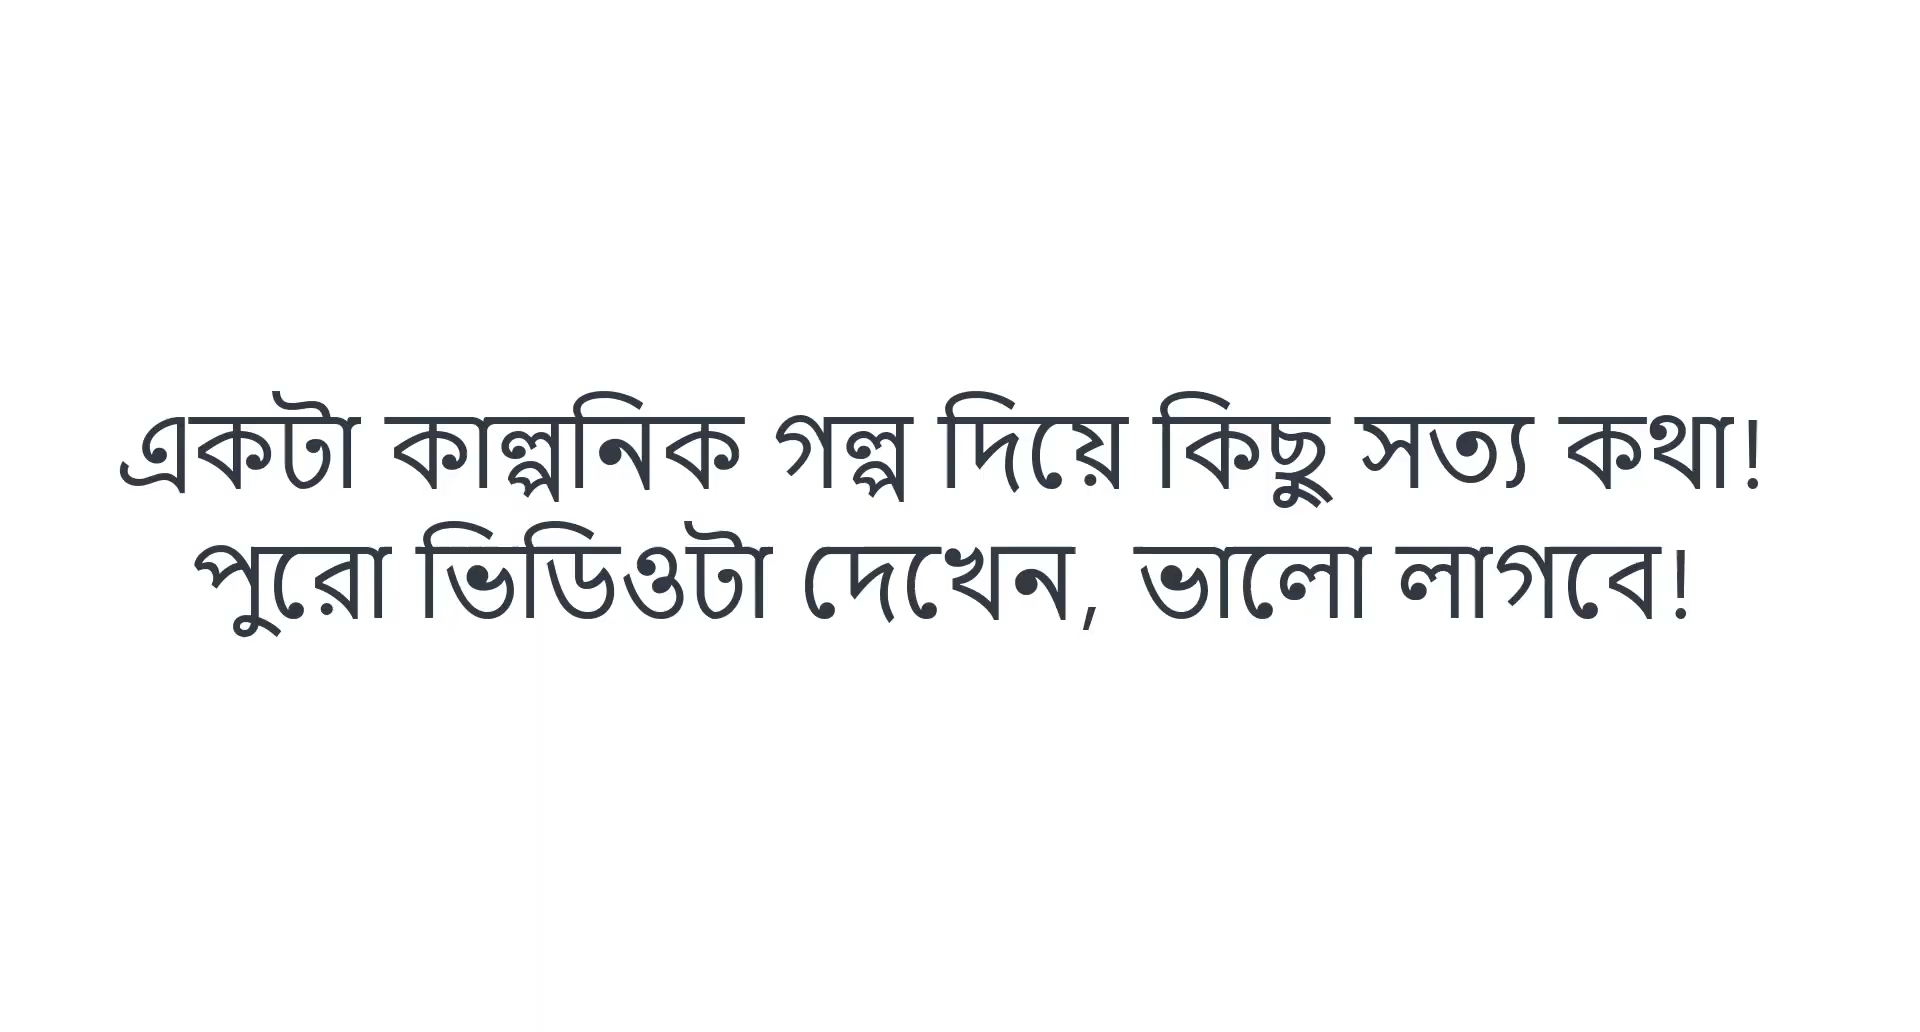 একটা কাল্পনিক গল্প দিয়ে কিছু সত্য কথা!
পুরো ভিডিওটা দেখেন, ভালো লাগবে!